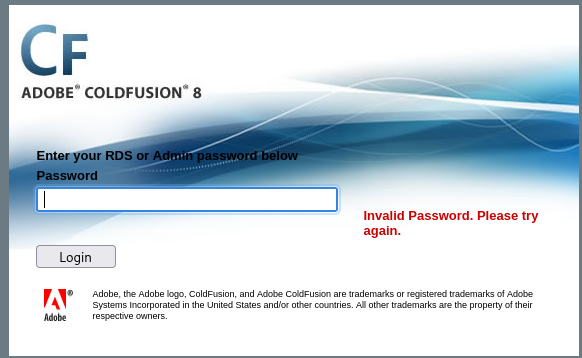 CF
ADOBE® COLDFUSION® 8
Enter your RDS or Admin password below
Password
Invalid Password. Please try
again.
Login
Adobe, the Adobe logo, ColdFusion, and Adobe ColdFusion are trademarks or registered trademarks of Adobe
Systems Incorporated in the United States and/or other countries. All other trademarks are the property of their
respective owners.
®
Adobe